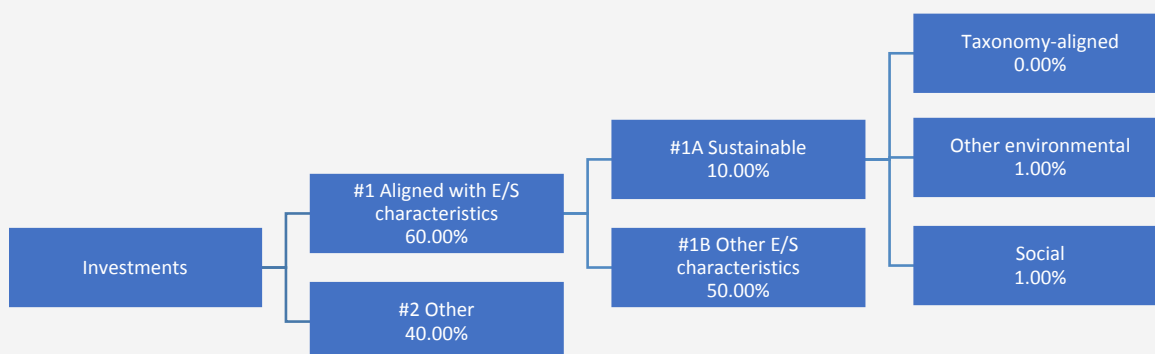 Investments
#1 Aligned with E/S
characteristics
60.00%
#2 Other
40.00%
#1A Sustainable
10.00%
#1B Other E/S
characteristics
50.00%
Taxonomy-aligned
0.00%
Other environmental
1.00%
Social
1.00%